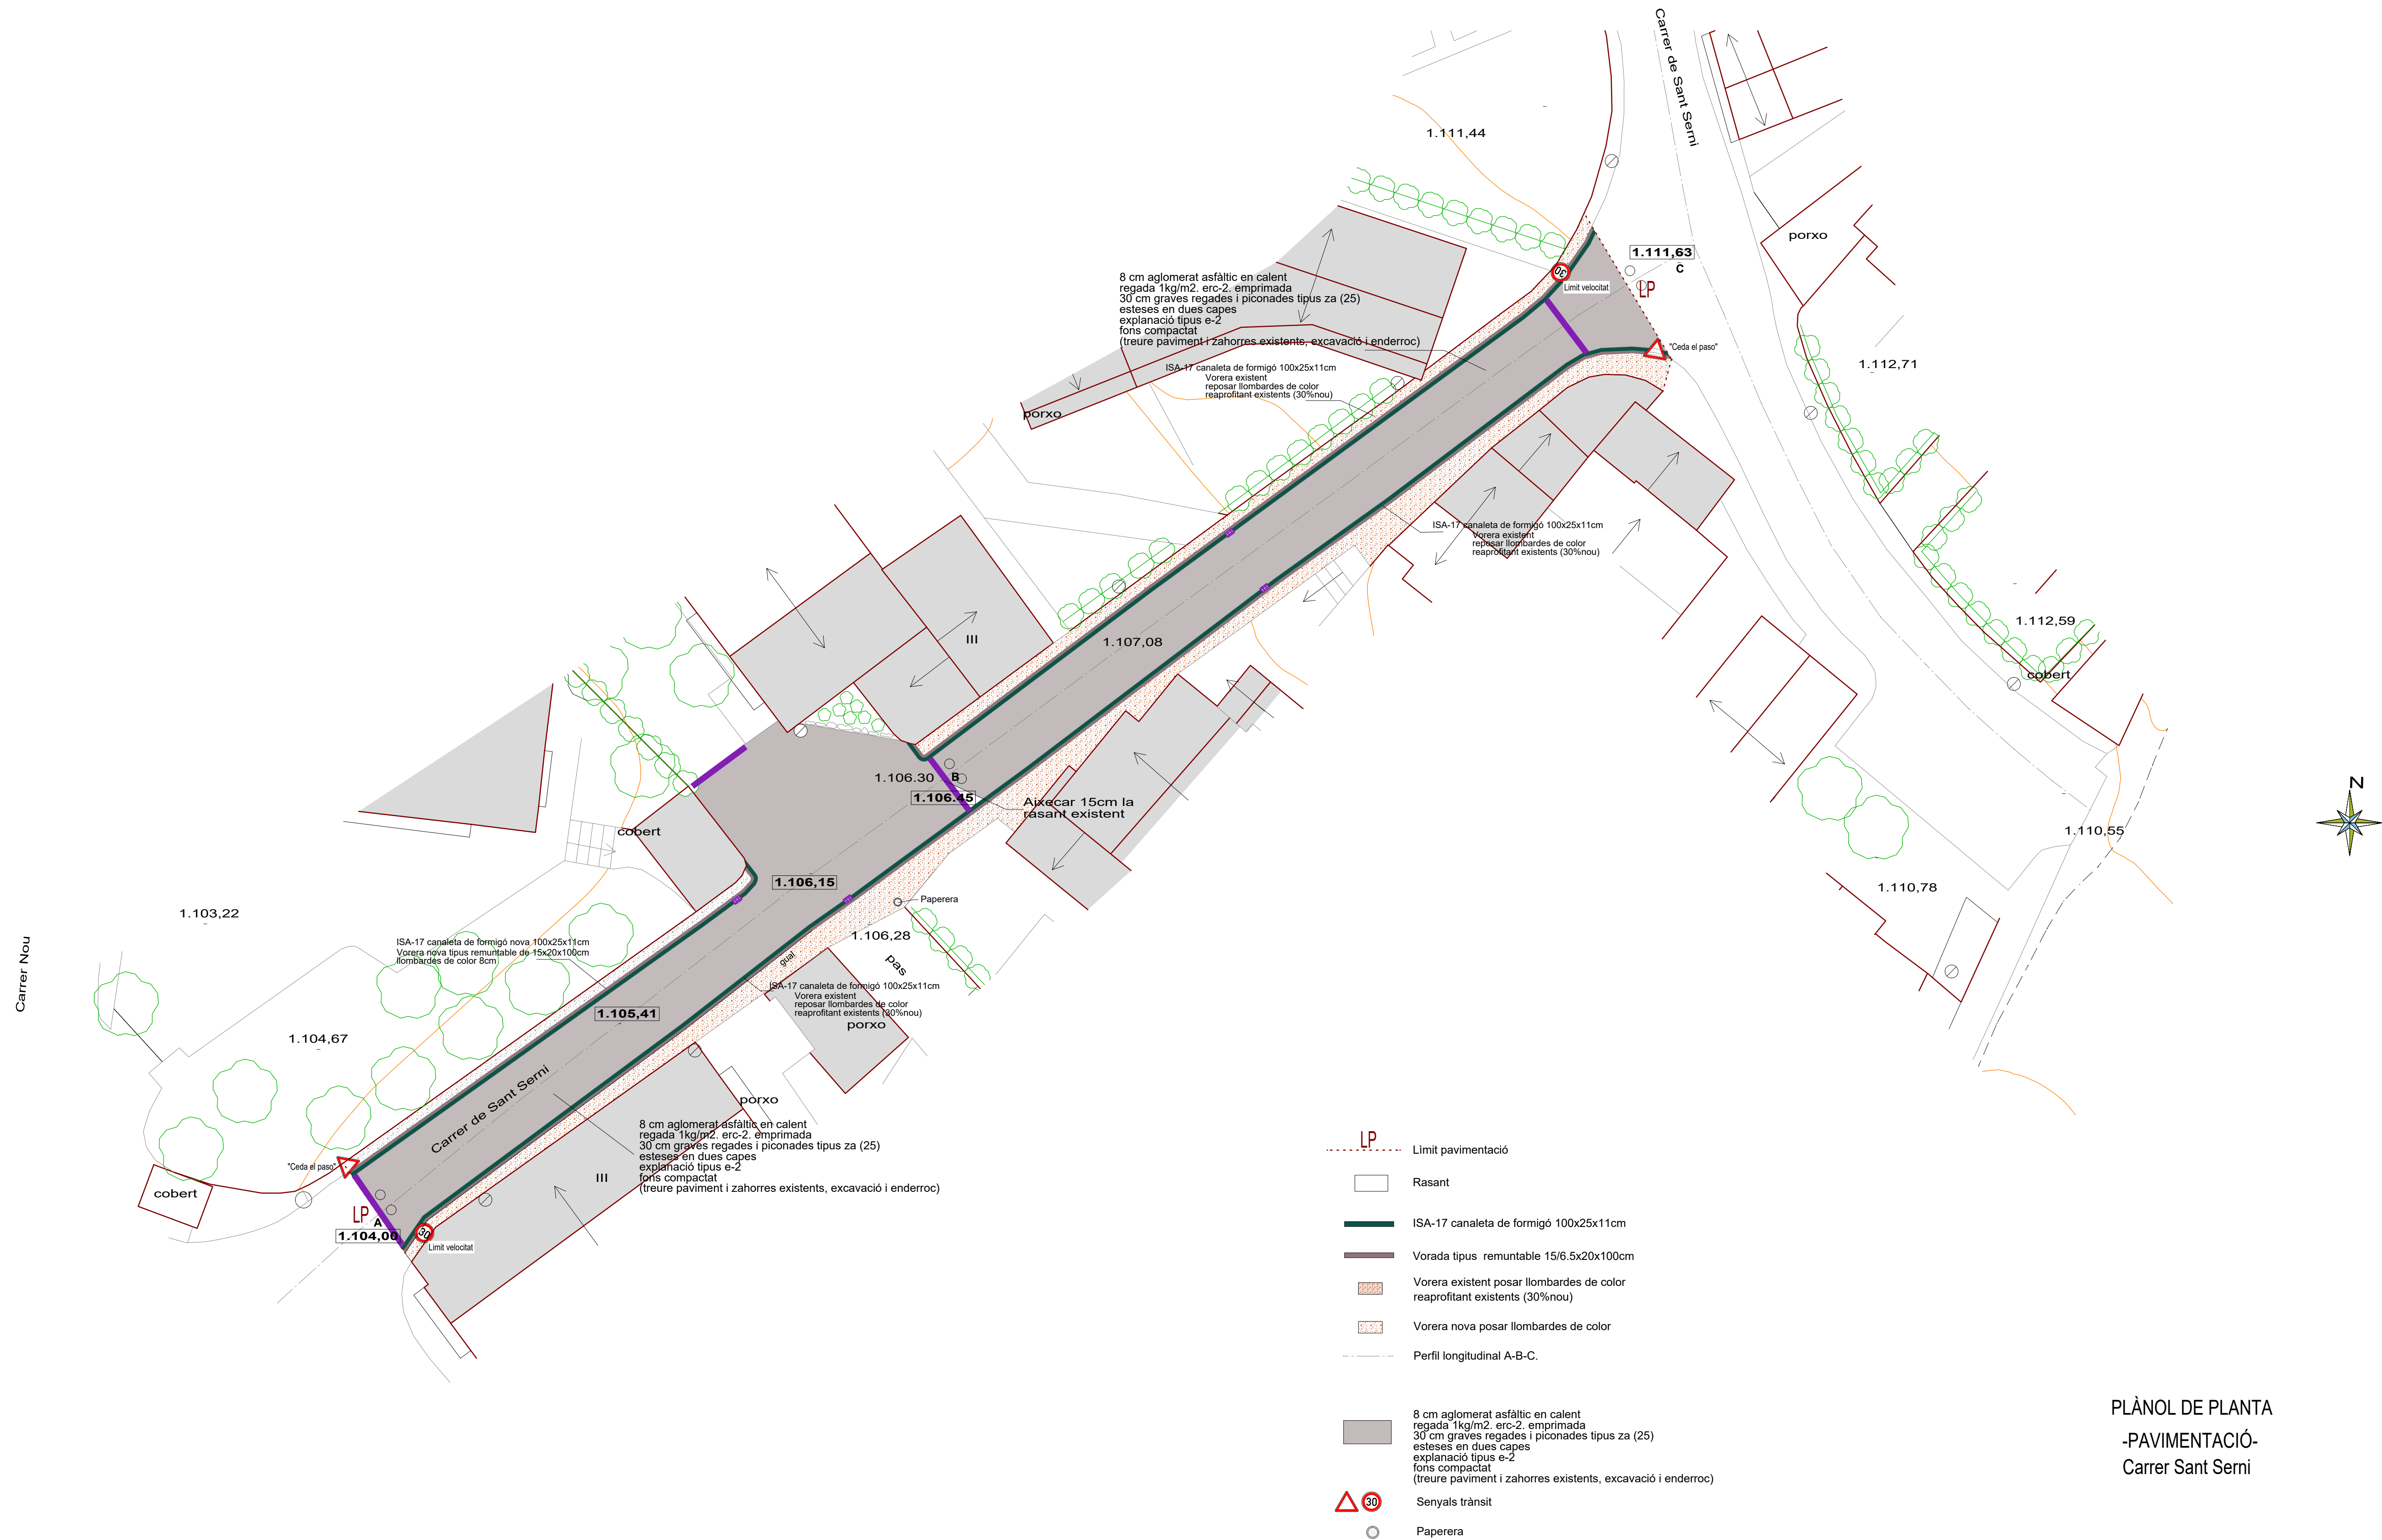 Carrer de Sant Serni
1.111,44
porxo
1.111,63
C
LP
30
Limit velocitat
"Ceda el paso"
8 cm aglomerat asfàltic en calent
regada 1kg/m2. erc-2. emprimada
30 cm graves regades i piconades tipus za (25)
esteses en dues capes
explanació tipus e-2
fons compactat
(treure paviment i zahorres existents, excavació i enderroc)
ISA-17 canaleta de formigó 100x25x11cm
Vorera existent
reposar llombardes de color
reaprofitant existents (30%nou)
porxo
1.112,71
ISA-17 canaleta de formigó 100x25x11cm
Vorera existent
reposar llombardes de color
reaprofitant existents (30%nou)
1.112,59
cobert
III
1.107,08
1.106.30
B
1.106.45
Aixecar 15cm la
rasant existent
N
cobert
1.110,55
1.106,15
1.110,78
Paperera
1.103,22
1.106,28
pas
gual
Carrer Nou
ISA-17 canaleta de formigó nova 100x25x11cm
Vorera nova tipus remuntable de 15x20x100cm
llombardes de color 8cm
ISA-17 canaleta de formigó 100x25x11cm
Vorera existent
reposar llombardes de color
reaprofitant existents (30%nou)
porxo
1.105,41
1.104,67
Carrer de Sant Serni
porxo
8 cm aglomerat asfàltic en calent
regada 1kg/m2. erc-2. emprimada
30 cm graves regades i piconades tipus za (25)
esteses en dues capes
explanació tipus e-2
fons compactat
(treure paviment i zahorres existents, excavació i enderroc)
III
"Ceda el paso"
cobert
LP
A
1.104,00
30
Limit velocitat
LP
Lìmit pavimentació
Rasant
ISA-17 canaleta de formigó 100x25x11cm
Vorada tipus remuntable 15/6.5x20x100cm
Vorera existent posar llombardes de color
reaprofitant existents (30%nou)
Vorera nova posar llombardes de color
Perfil longitudinal A-B-C.
8 cm aglomerat asfàltic en calent
regada 1kg/m2. erc-2. emprimada
30 cm graves regades i piconades tipus za (25)
esteses en dues capes
explanació tipus e-2
fons compactat
(treure paviment i zahorres existents, excavació i enderroc)
30
Senyals trànsit
Paperera
PLÀNOL DE PLANTA
-PAVIMENTACIÓ-
Carrer Sant Serni